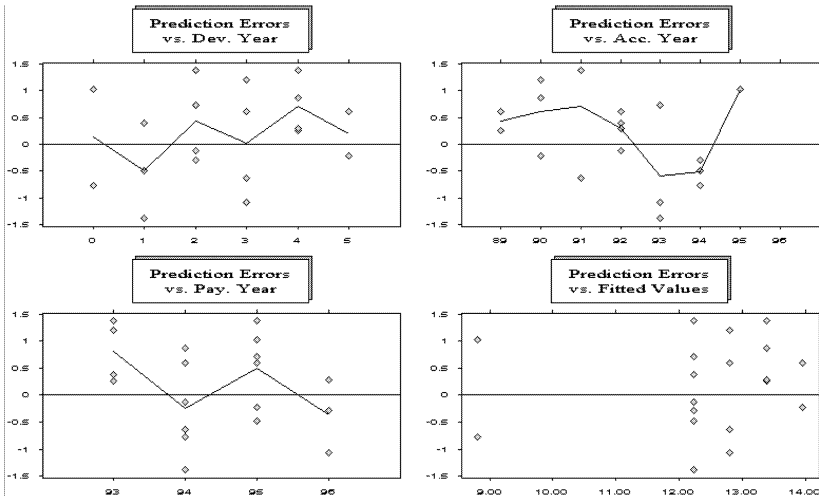 Prediction Errors
vs. Dev. Year
Prediction Errors
vs. Acc. Year
1.5
1
0.5
0
-0.5
-1
-1.5
0 1 2 3 4 5
1.5
1
0.5
0
-0.5
-1
-1.5
89 90 91 92 93 94 95 96
Prediction Errors
vs. Pay. Year
Prediction Errors
vs. Fitted Values
1.5
1
0.5
0
-0.5
-1
-1.5
93 94 95 96
1.5
1
0.5
0
-0.5
-1
-1.5
9.00 10.00 11.00 12.00 13.00 14.00